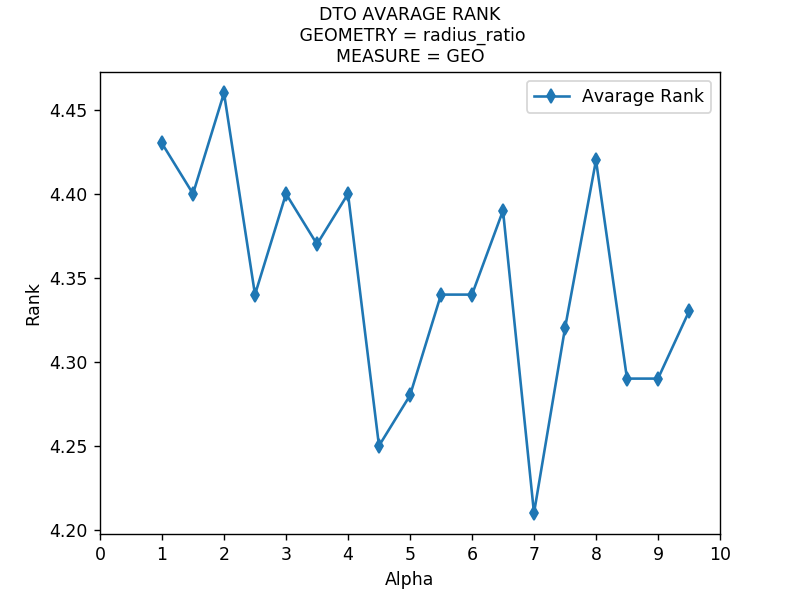 DTO AVARAGE RANK
GEOMETRY = radius_ratio
MEASURE = GEO
Avarage Rank
4.45
4.40
4.35
4.30
4.25
4.20
Rank
0 1 2 3 4 5 6 7 8 9 10
Alpha